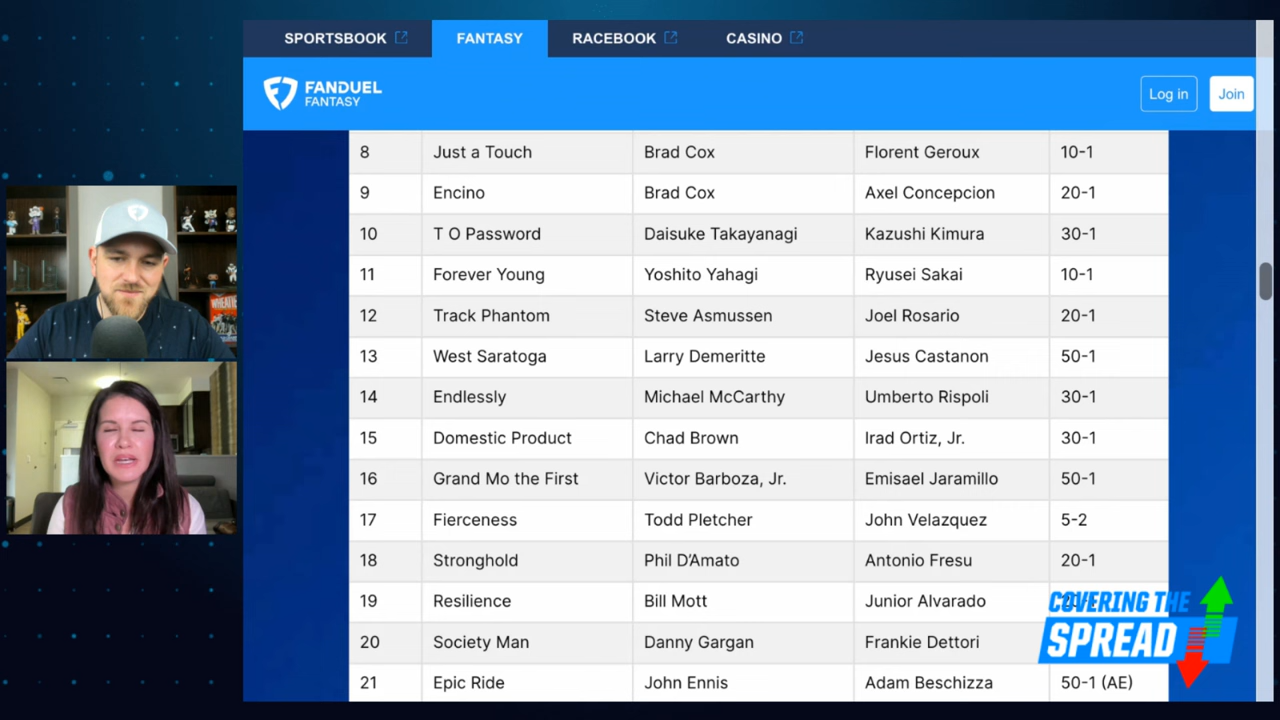 SPORTSBOOK FANTASY RACEBOOK CASINO
FANDUEL
FANTASY
Log in Join
8 Just a Touch Brad Cox Florent Geroux 10-1
9 Encino Brad Cox Axel Concepcion 20-1
10 T O Password Daisuke Takayanagi Kazushi Kimura 30-1
11 Forever Young Yoshito Yahagi Ryusei Sakai 10-1
12 Track Phantom Steve Asmussen Joel Rosario 20-1
13 West Saratoga Larry Demeritte Jesus Castanon 50-1
14 Endlessly Michael McCarthy Umberto Rispoli 30-1
15 Domestic Product Chad Brown Irad Ortiz, Jr. 30-1
16 Grand Mo the First Victor Barboza, Jr. Emisael Jaramillo 50-1
17 Fierceness Todd Pletcher John Velazquez 5-2
18 Stronghold Phil D’Amato Antonio Fresu 20-1
19 Resilience Bill Mott Junior Alvarado
20 Society Man Danny Gargan Frankie Dettori
21 Epic Ride John Ennis Adam Beschizza 50-1 (AE)
COVERING THE
SPREAD
WHEATIES